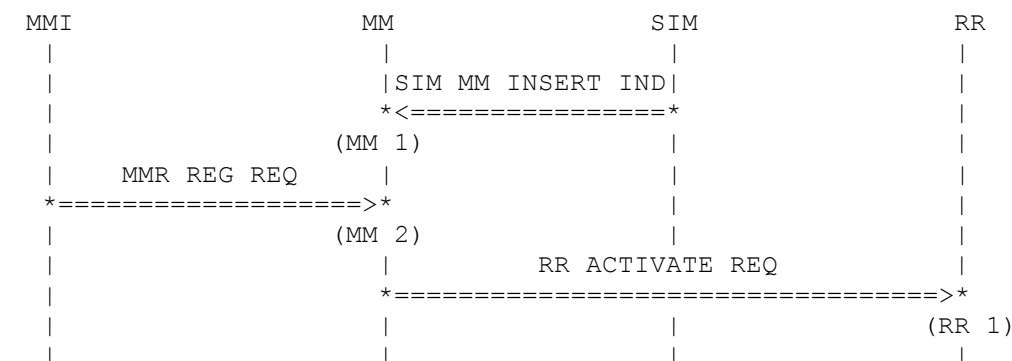 MMI MM SIM RR
SIM MM INSERT IND
(MM 1)
MMR REG REQ
(MM 2)
RR ACTIVATE REQ
(RR 1)